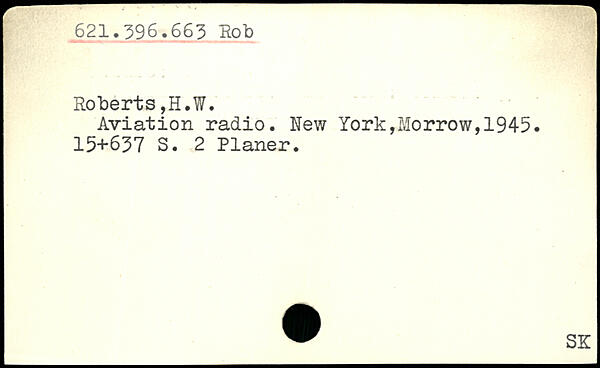 621.396.663 Rob
Roberts,H.W.
Aviation radio. New York,Morrow,1945.
15+637 S. 2 Planer.
SK